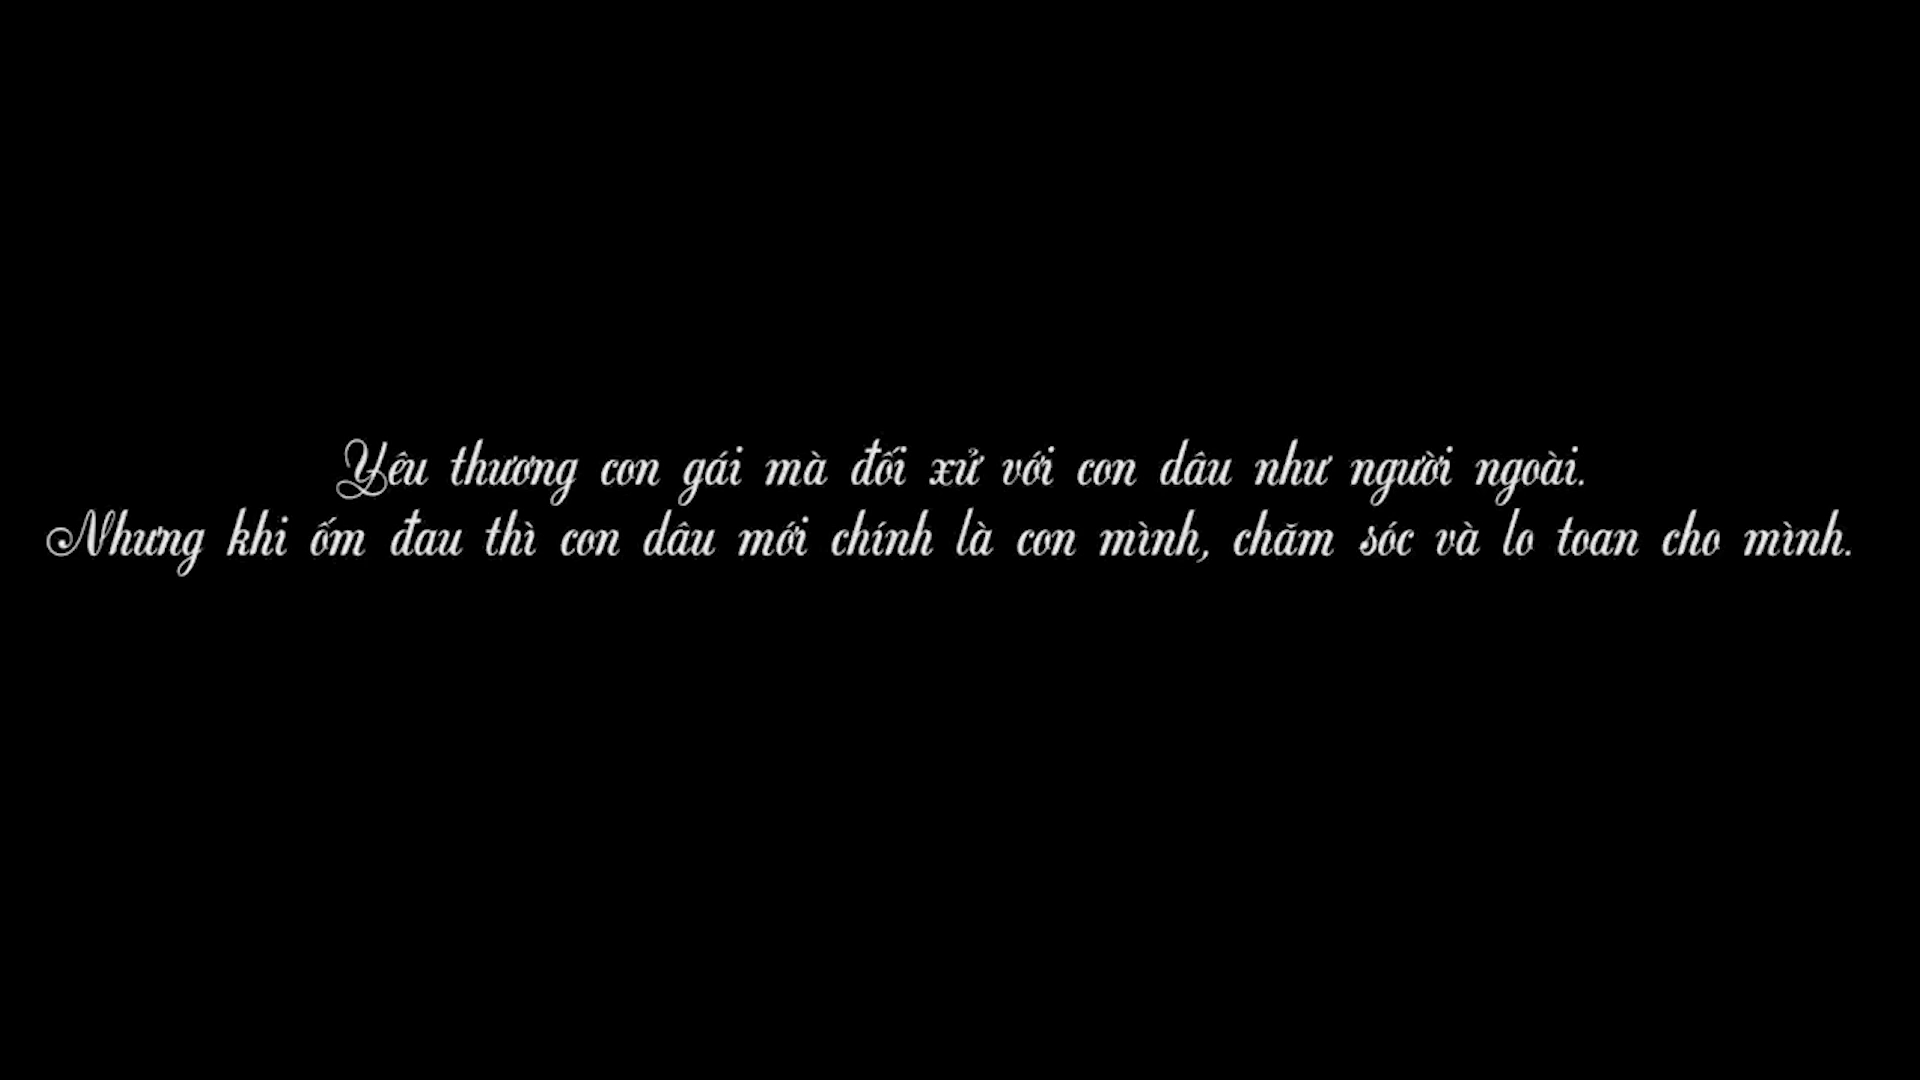 Yêu thương con gái mà đối xử với con dâu như người ngoài.
Nhưng khi ốm đau thì con dâu mới chính là con mình, chăm sóc và lo toan cho mình.